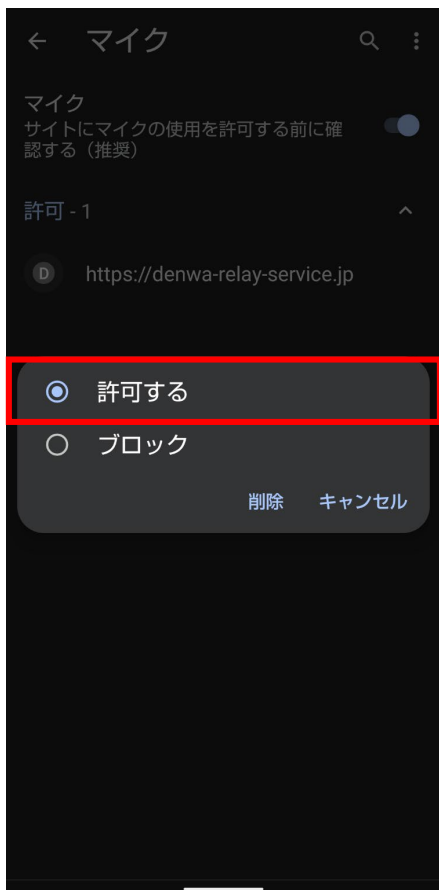 マイク
マイク
サイトにマイクの使用を許可する前に確
認する（推奨）
許可 - 1
D https://denwa-relay-service.jp
許可する
ブロック
削除 キャンセル